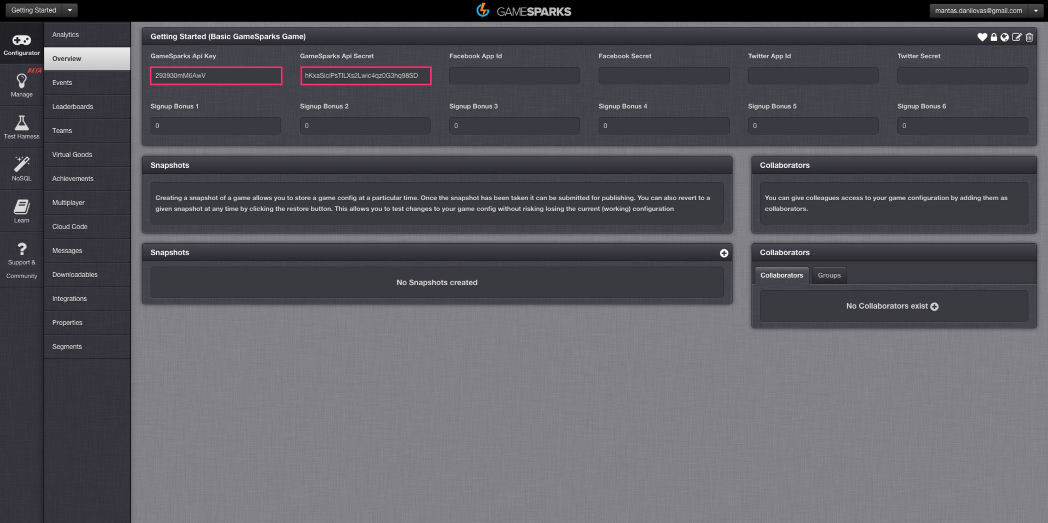 Getting Started
GAMESPARKS
mantas.danilovas@gmail.com
Configurator
BETA
Manage
Test Harness
NoSQL
Learn
Support &
Community
Analytics
Overview
Events
Leaderboards
Teams
Virtual Goods
Achievements
Multiplayer
Cloud Code
Messages
Downloadables
Integrations
Properties
Segments
Getting Started (Basic GameSparks Game)
GameSparks Api Key
GameSparks Api Secret
Facebook App Id
Facebook Secret
Twitter App Id
Twitter Secret
293930mM6AwV
Signup Bonus 1
Signup Bonus 2
Signup Bonus 3
Signup Bonus 4
Signup Bonus 5
Signup Bonus 6
0
0
0
0
0
0
Snapshots
Creating a snapshot of a game allows you to store a game config at a particular time. Once the snapshot has been taken it can be submitted for publishing. You can also revert to a
given snapshot at any time by clicking the restore button. This allows you to test changes to your game config without risking losing the current (working) configuration
Collaborators
You can give colleagues access to your game configuration by adding them as
collaborators.
Snapshots
No Snapshots created
Collaborators
Collaborators
Groups
No Collaborators exist